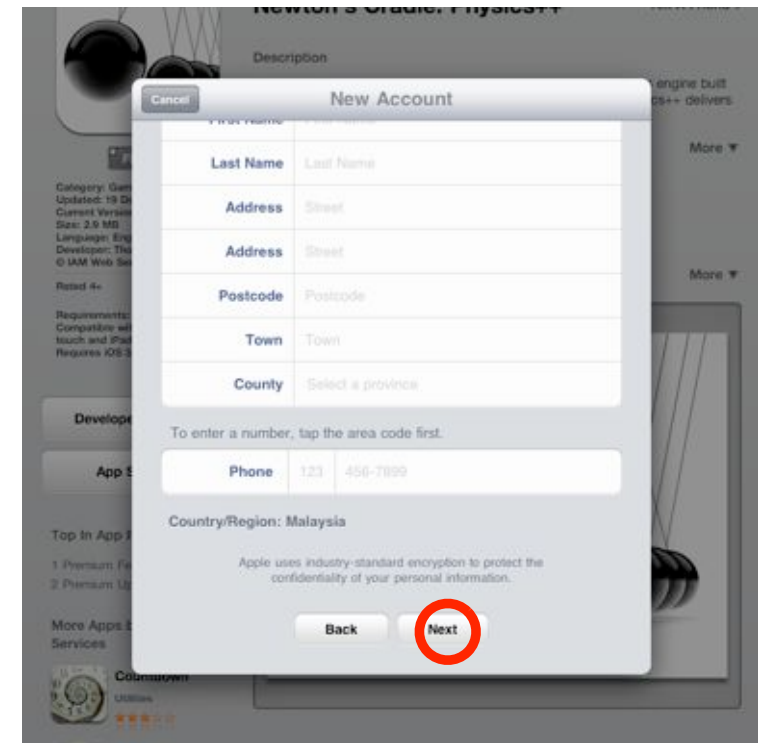 Newton's Cradle: Physics++
Description
engine built
cs++ delivers
More ▼
Cancel
New Account
First Name
Last Name
Last Name
Address
Street
Address
Street
Postcode
Postcode
Town
Town
County
Select a province
To enter a number, tap the area code first.
Phone
123
456-7899
Country/Region: Malaysia
Apple uses industry-standard encryption to protect the
confidentiality of your personal information.
Back
Next
Category: Gam
Updated: 19 De
Current Version
Size: 2.9 MB
Language: Eng
Developer: Tho
© IAM Web Se
Rated 4+
Requirements:
Compatible wit
touch and iPad
Requires iOS 3
More ▼
Develope
App S
Top In App P
1 Premium Fe
2 Premium Up
More Apps b
Services
Countdown
Utilities